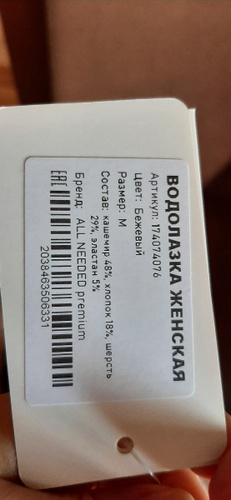 ВОДОЛАЗКА ЖЕНСКАЯ
Артикул: 174074076
Цвет: Бежевый
Размер: М
Состав: кашемир 48%, хлопок 18%, шерсть
29%, эластан 5%
Бренд: ALL NEEDED premium
EAC
2038463506331